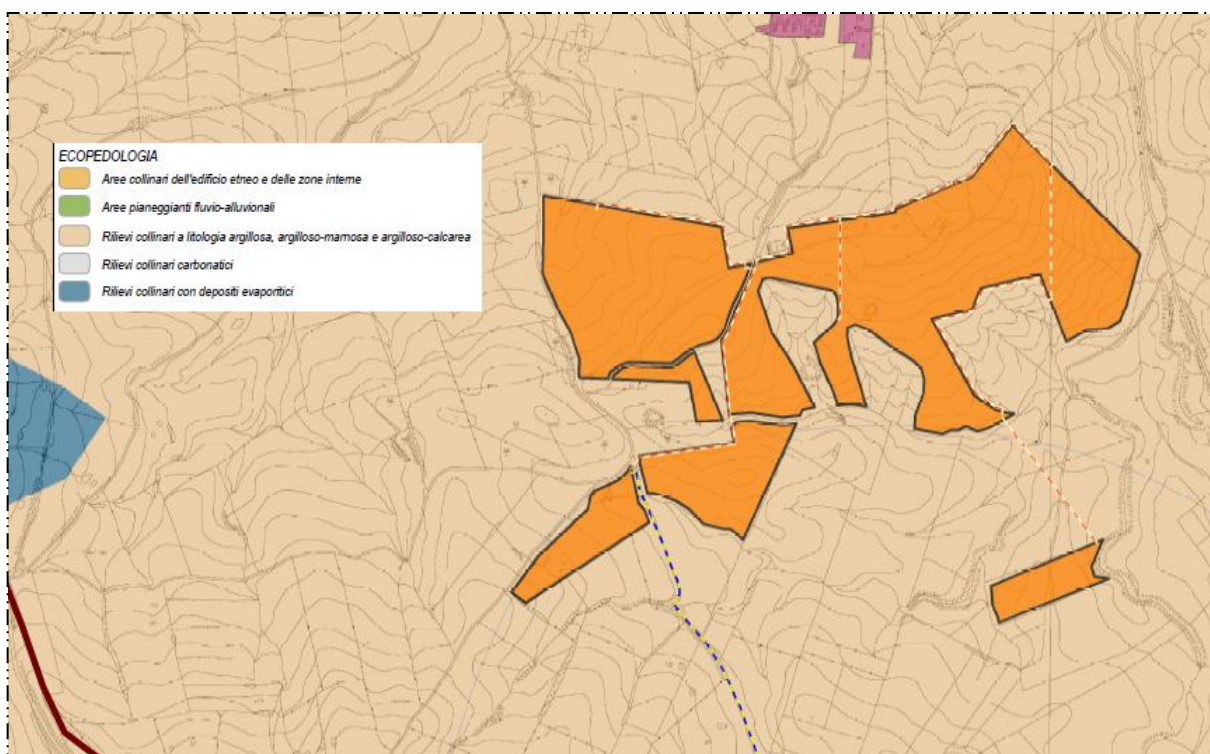 ECOPEDOLOGIA
Aree collinari dell'edificio etneo e delle zone interne
Aree pianeggianti fluvio-alluvionali
Rilievi collinari a litologia argillosa, argilloso-marnosa e argilloso-calcarea
Rilievi collinari carbonatici
Rilievi collinari con depositi evaporitici